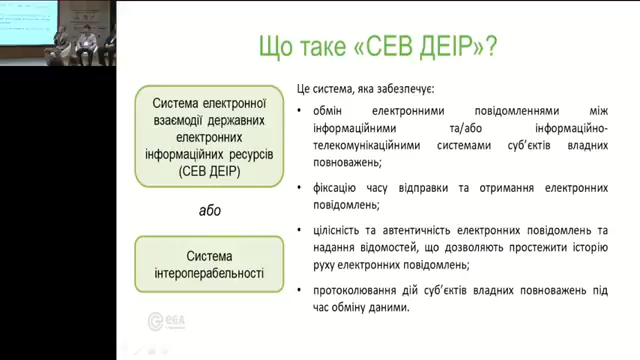 Що таке «СЕВ ДЕІР»?
Система електронної
взаємодії державних
електронних
інформаційних ресурсів
(СЕВ ДЕІР)
або
Система
інтероперабельності
Це система, яка забезпечує:
• обмін електронними повідомленнями між
інформаційними та/або інформаційно-
телекомунікаційними системами суб’єктів владних
повноважень;
• фіксацію часу відправки та отримання електронних
повідомлень;
• цілісність та автентичність електронних повідомлень та
надання відомостей, що дозволяють простежити історію
руху електронних повідомлень;
• протоколювання дій суб’єктів владних повноважень під
час обміну даними.